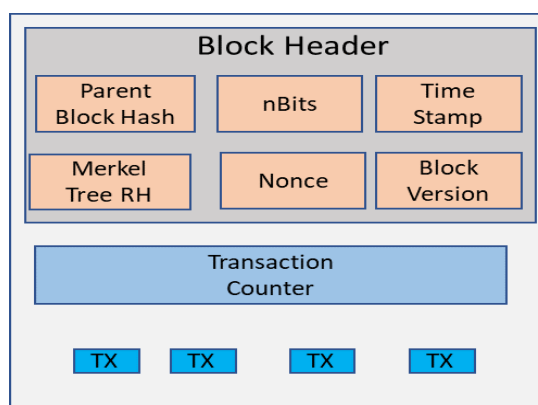 Block Header
Parent
Block Hash
nBits
Time
Stamp
Merkel
Tree RH
Nonce
Block
Version
Transaction
Counter
TX
TX
TX
TX